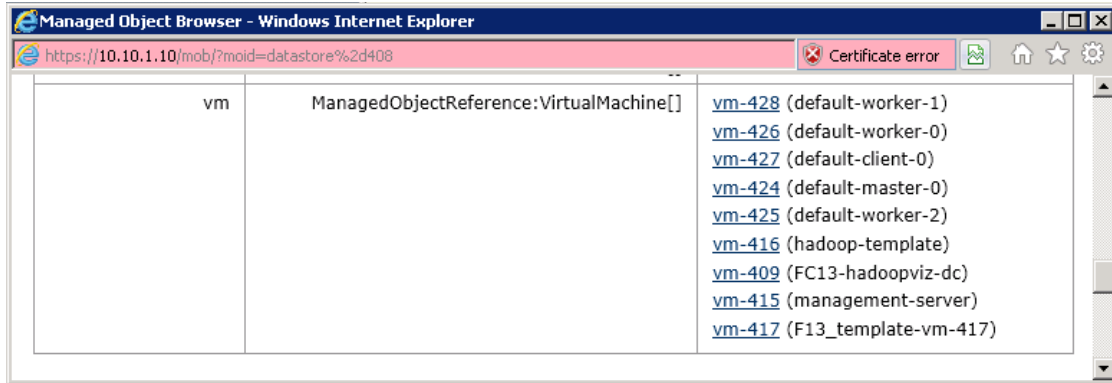 Managed Object Browser - Windows Internet Explorer
https://10.10.1.10/mob/?moid=datastore%2d408 Certificate error
vm ManagedObjectReference:VirtualMachine[] vm-428 (default-worker-1)
vm-426 (default-worker-0)
vm-427 (default-client-0)
vm-424 (default-master-0)
vm-425 (default-worker-2)
vm-416 (hadoop-template)
vm-409 (FC13-hadoopviz-dc)
vm-415 (management-server)
vm-417 (F13_template-vm-417)